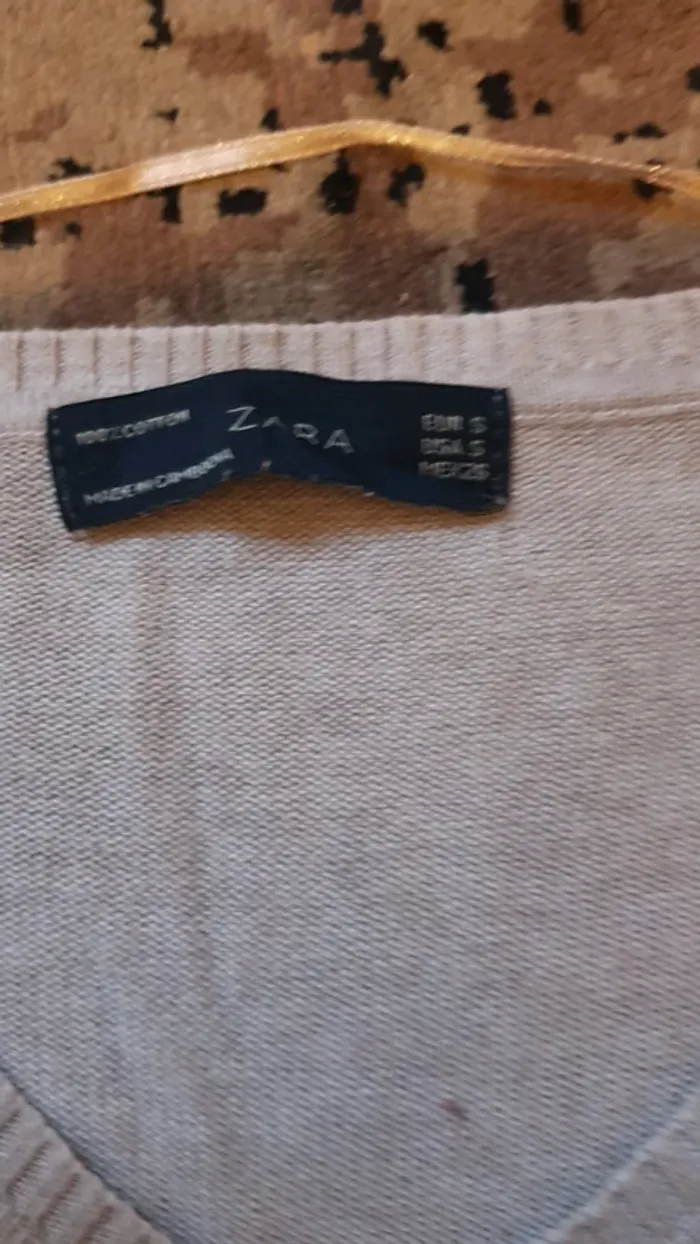 100% COTTON
MADE IN CAMBODIA
ZARA
EUR S
USA S
MEX 26